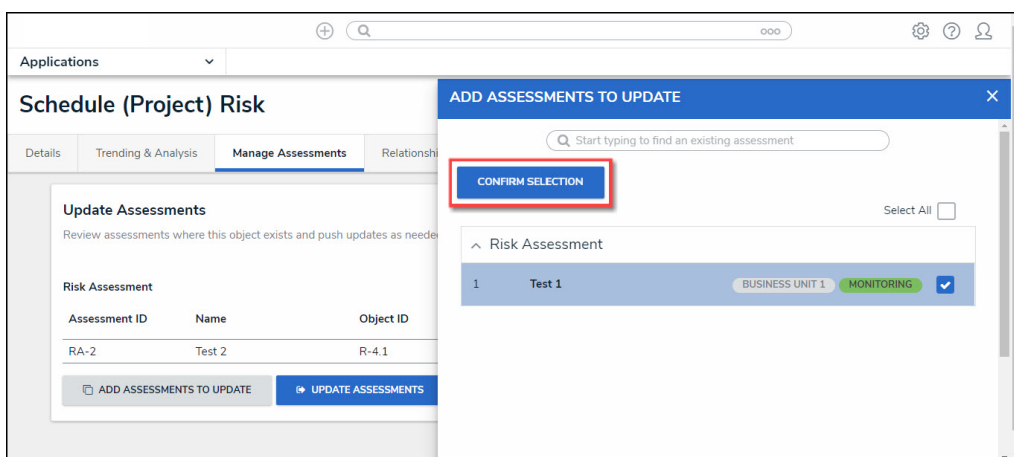 ooo
Applications
Schedule (Project) Risk
Details Trending & Analysis Manage Assessments Relationshi
Update Assessments
Review assessments where this object exists and push updates as neede
Risk Assessment
Assessment ID Name Object ID
RA-2 Test 2 R-4.1
ADD ASSESSMENTS TO UPDATE UPDATE ASSESSMENTS
ADD ASSESSMENTS TO UPDATE
Start typing to find an existing assessment
CONFIRM SELECTION
Select All
Risk Assessment
1 Test 1 BUSINESS UNIT 1 MONITORING